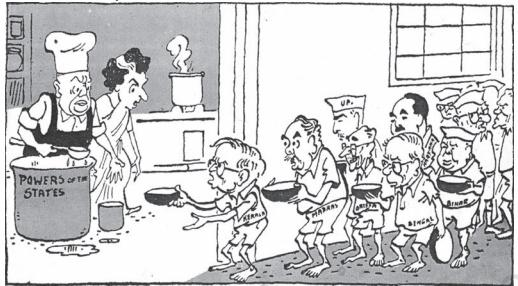 POWERS OF THE
STATES
KERALA
MADRAS
U.P.
ORISSA
BENGAL
BIHAR